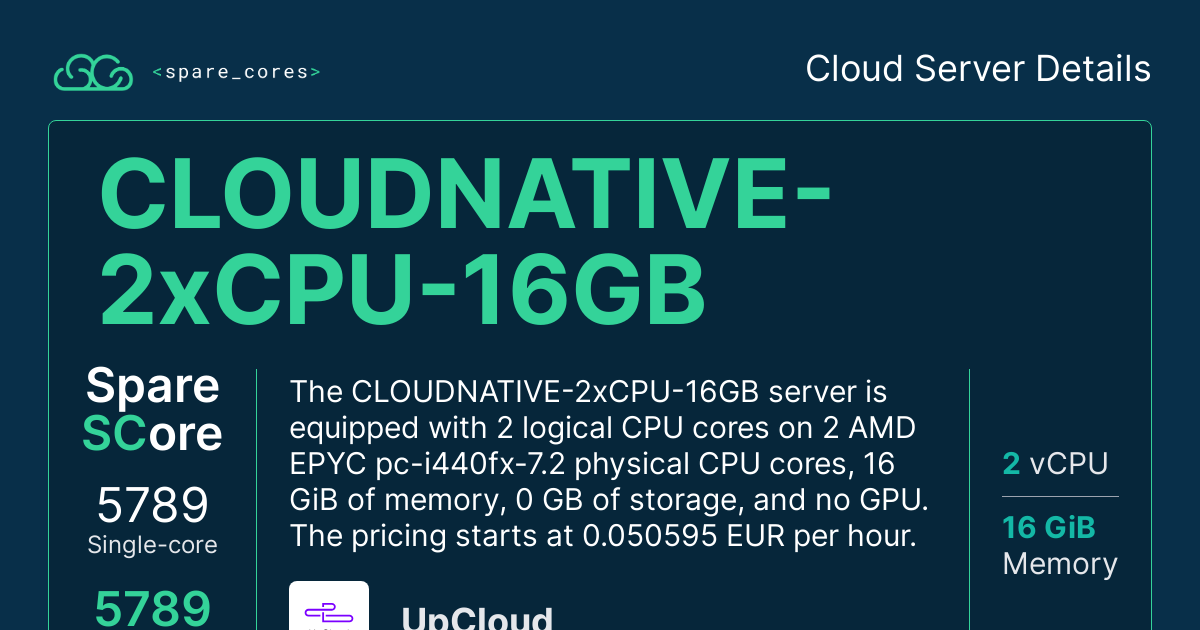 <spare_cores>
Cloud Server Details
CLOUDNATIVE-
2xCPU-16GB
Spare
SCore
5789
Single-core
5789
The CLOUDNATIVE-2xCPU-16GB server is
equipped with 2 logical CPU cores on 2 AMD
EPYC pc-i440fx-7.2 physical CPU cores, 16
GiB of memory, 0 GB of storage, and no GPU.
The pricing starts at 0.050595 EUR per hour.
UpCloud
2 vCPU
16 GiB
Memory